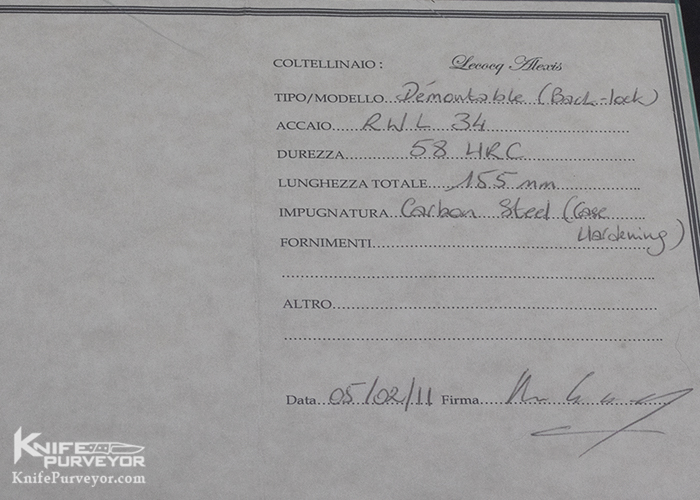 COLTELLINAIO : Lecocq Alexis
TIPO/MODELLO Démontable (Back-lock)
ACCAIO RWL 34
DUREZZA 58 HRC
LUNGHEZZA TOTALE 155 mm
IMPUGNATURA Carbon Steel (Case
FORNIMENTI Hardening)
ALTRO
Data 05/02/11 Firma
KNIFE
PURVEYOR
KnifePurveyor.com